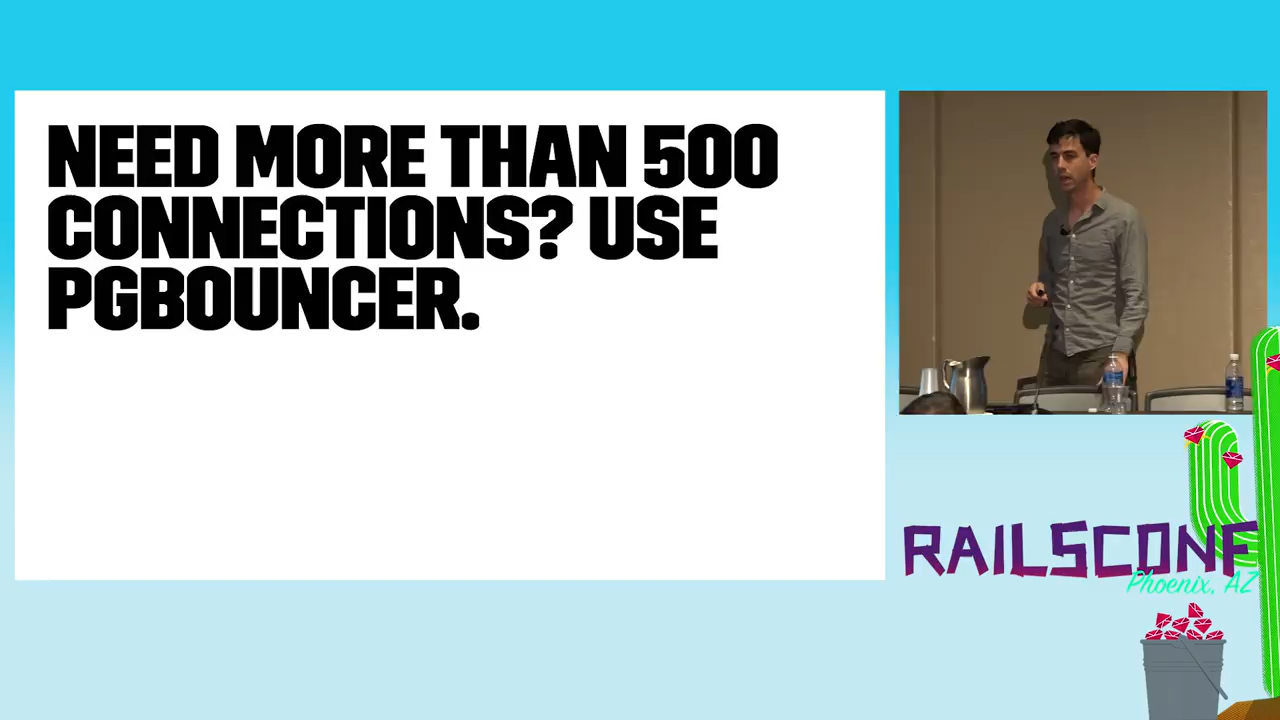 NEED MORE THAN 500
CONNECTIONS? USE
PGBOUNCER.
RAILSCONF
Phoenix, AZ